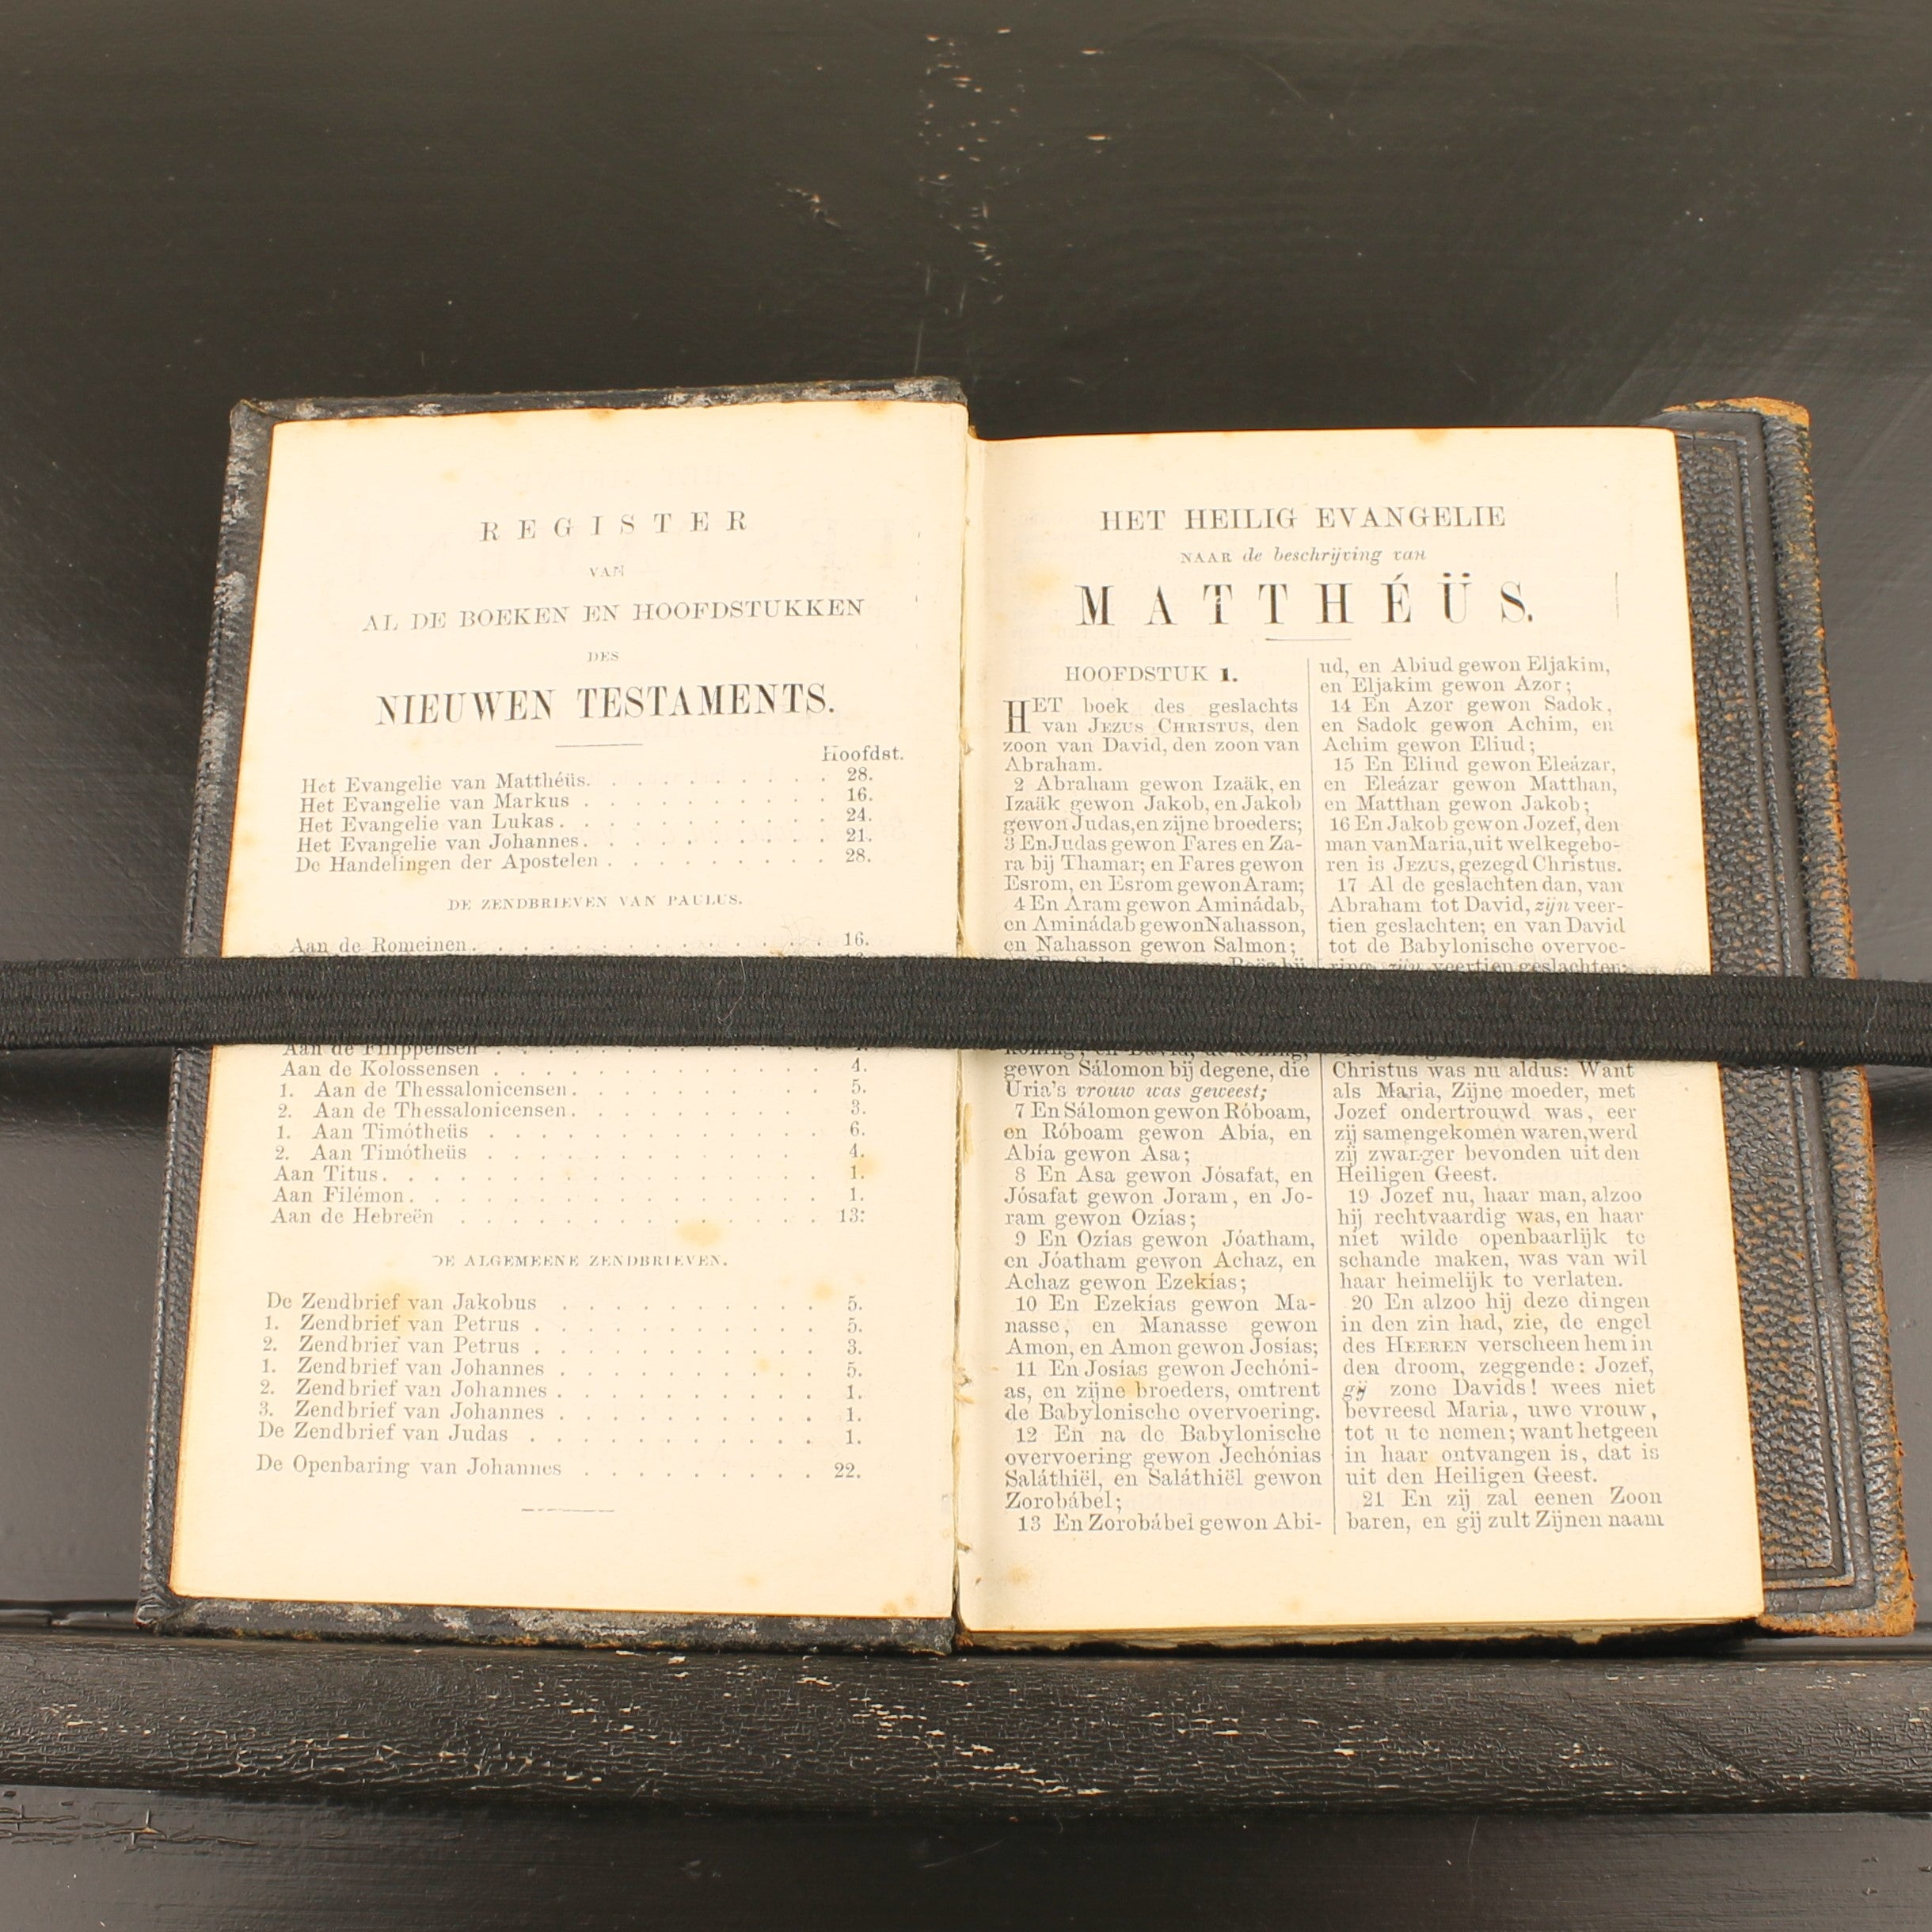 REGISTER
VAN
AL DE BOEKEN EN HOOFDSTUKKEN
DES
NIEUWEN TESTAMENTS.
Hoofdst.
Het Evangelie van Matthéüs. . . . . . . . . . 28.
Het Evangelie van Markus . . . . . . . . . . 16.
Het Evangelie van Lukas . . . . . . . . . . . 24.
Het Evangelie van Johannes. . . . . . . . . . 21.
De Handelingen der Apostelen . . . . . . . . . 28.
DE ZENDBRIEVEN VAN PAULUS.
Aan de Romeinen. . . . . . . . . . . . . . 16.
Aan de Filippensen . . . . . . . . . . . . .
Aan de Kolossensen . . . . . . . . . . . . . 4.
1. Aan de Thessalonicensen. . . . . . . . . . 5.
2. Aan de Thessalonicensen. . . . . . . . . . 3.
1. Aan Timótheüs . . . . . . . . . . . . . 6.
2. Aan Timótheüs . . . . . . . . . . . . . 4.
Aan Titus. . . . . . . . . . . . . . . . . 1.
Aan Filémon. . . . . . . . . . . . . . . . 1.
Aan de Hebreën . . . . . . . . . . . . . . 13:
DE ALGEMEENE ZENDBRIEVEN.
De Zendbrief van Jakobus . . . . . . . . . . 5.
1. Zendbrief van Petrus . . . . . . . . . . . 5.
2. Zendbrief van Petrus . . . . . . . . . . . 3.
1. Zendbrief van Johannes . . . . . . . . . . 5.
2. Zendbrief van Johannes . . . . . . . . . . 1.
3. Zendbrief van Johannes . . . . . . . . . . 1.
De Zendbrief van Judas . . . . . . . . . . . 1.
De Openbaring van Johannes . . . . . . . . . 22.
HET HEILIG EVANGELIE
NAAR de beschrijving van
MATTHÉÜS.
HOOFDSTUK 1.
HET boek des geslachts
van JEZUS CHRISTUS, den
zoon van David, den zoon van
Abraham.
2 Abraham gewon Izaäk, en
Izaäk gewon Jakob, en Jakob
gewon Judas, en zijne broeders;
3 En Judas gewon Fares en Za-
ra bij Thamar; en Fares gewon
Esrom, en Esrom gewon Aram;
4 En Aram gewon Aminádab,
en Aminádab gewon Nahasson,
en Nahasson gewon Salmon;
koning, en David, de koning,
gewon Sálomon bij degene, die
Uria's vrouw was geweest;
7 En Sálomon gewon Róboam,
en Róboam gewon Abía, en
Abía gewon Asa;
8 En Asa gewon Jósafat, en
Jósafat gewon Joram, en Jo-
ram gewon Ozías;
9 En Ozías gewon Jóatham,
en Jóatham gewon Achaz, en
Achaz gewon Ezekías;
10 En Ezekías gewon Ma-
nasse, en Manasse gewon
Amon, en Amon gewon Josías;
11 En Josías gewon Jechóni-
as, en zijne broeders, omtrent
de Babylonische overvoering.
12 En na de Babylonische
overvoering gewon Jechónias
Saláthiël, en Saláthiël gewon
Zorobábel;
13 En Zorobábel gewon Abi-
ud, en Abiud gewon Eljakim,
en Eljakim gewon Azor;
14 En Azor gewon Sadok,
en Sadok gewon Achim, en
Achim gewon Eliud;
15 En Eliud gewon Eleázar,
en Eleázar gewon Matthan,
en Matthan gewon Jakob;
16 En Jakob gewon Jozef, den
man van Maria, uit welke gebo-
ren is JEZUS, gezegd Christus.
17 Al de geslachten dan, van
Abraham tot David, zijn veer-
tien geslachten; en van David
tot de Babylonische overvoe-
ring, zijn veertien geslachten;
Christus was nu aldus: Want
als Maria, Zijne moeder, met
Jozef ondertrouwd was, eer
zij samengekomen waren, werd
zij zwanger bevonden uit den
Heiligen Geest.
19 Jozef nu, haar man, alzoo
hij rechtvaardig was, en haar
niet wilde openbaarlijk te
schande maken, was van wil
haar heimelijk te verlaten.
20 En alzoo hij deze dingen
in den zin had, zie, de engel
des HEEREN verscheen hem in
den droom, zeggende: Jozef,
gij zone Davids! wees niet
bevreesd Maria, uwe vrouw,
tot u te nemen; want hetgeen
in haar ontvangen is, dat is
uit den Heiligen Geest.
21 En zij zal eenen Zoon
baren, en gij zult Zijnen naam